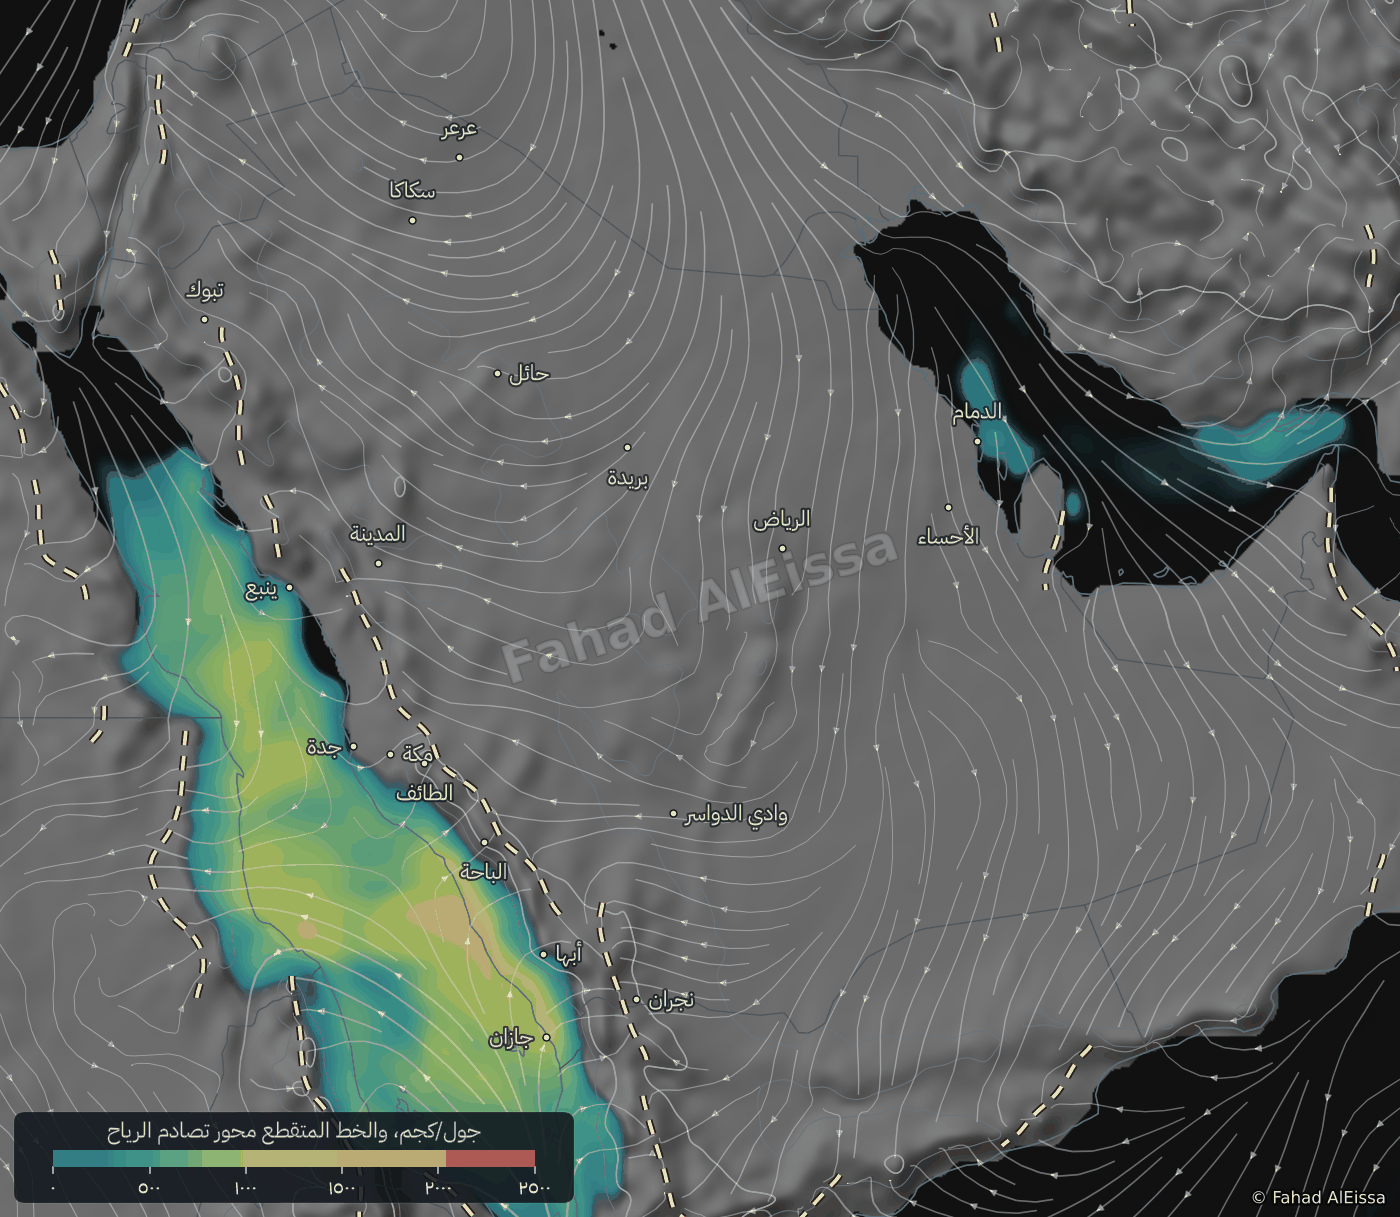 عرعر
سكاكا
تبوك
حائل
الدمام
بريدة
الرياض
الأحساء
المدينة
ينبع
Fahad AlEissa
جدة
مكة
الطائف
وادي الدواسر
الباحة
أبها
نجران
جازان
جول/كجم، والخط المتقطع محور تصادم الرياح
٠ ٥٠٠ ١٠٠٠ ١٥٠٠ ٢٠٠٠ ٢٥٠٠
© Fahad AlEissa